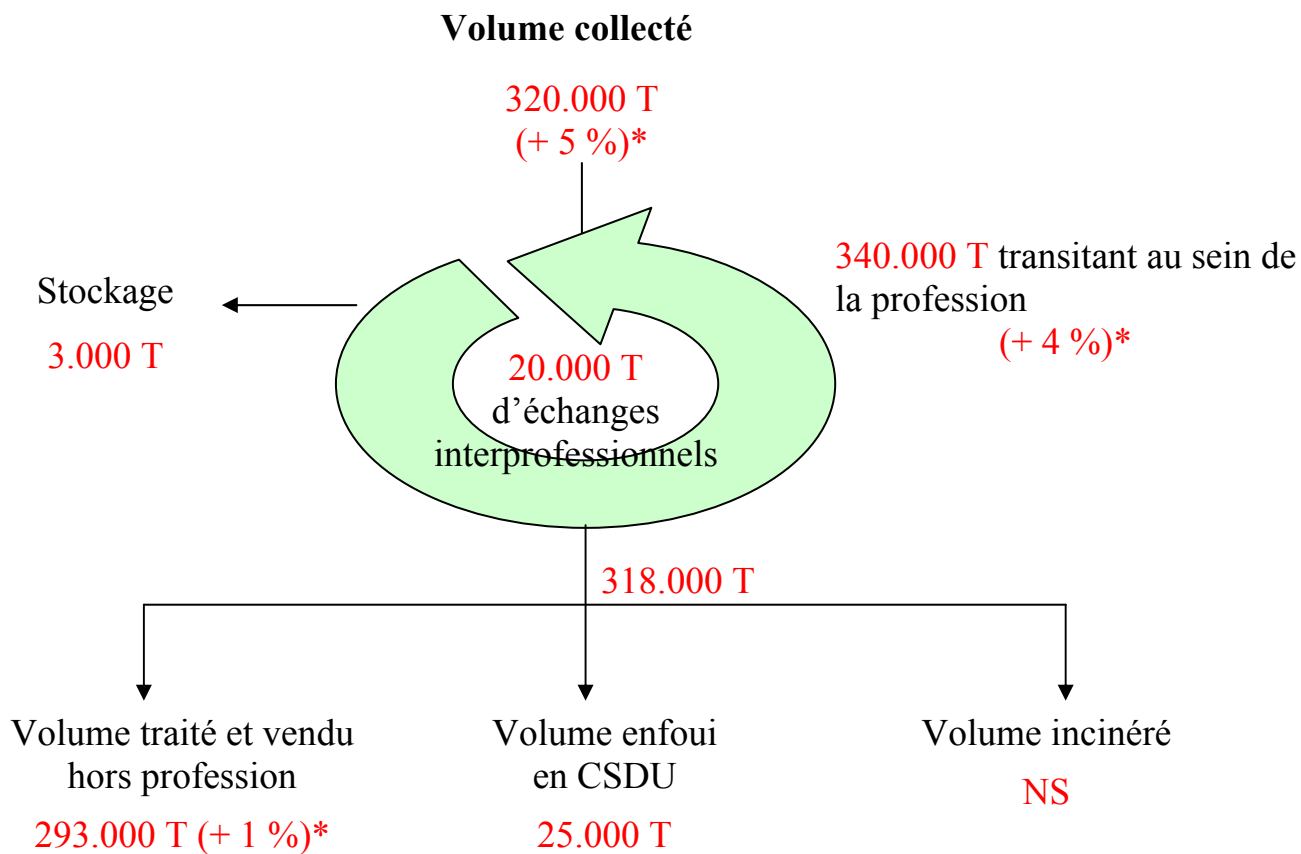 Volume collecté
320.000 T
(+ 5 %)*
340.000 T transitant au sein de
la profession
(+ 4 %)*
Stockage
3.000 T
20.000 T
d’échanges
interprofessionnels
318.000 T
Volume traité et vendu
hors profession
293.000 T (+ 1 %)*
Volume enfoui
en CSDU
25.000 T
Volume incinéré
NS